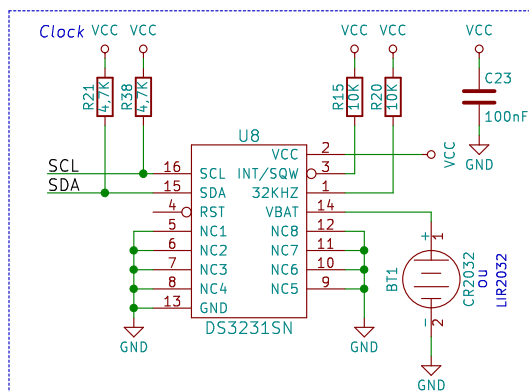 Clock
VCC
VCC
VCC
VCC
VCC
R21
4,7K
R38
4,7K
R15
10K
R20
10K
C23
100nF
GND
U8
SCL
SDA
16
SCL
15
SDA
4
RST
5
NC1
6
NC2
7
NC3
8
NC4
13
GND
VCC
2
VCC
INT/SQW
3
32KHZ
1
VBAT
14
NC8
12
NC7
11
NC6
10
NC5
9
DS3231SN
GND
GND
BT1
+
1
CR2032
ou
LIR2032
−
2
GND